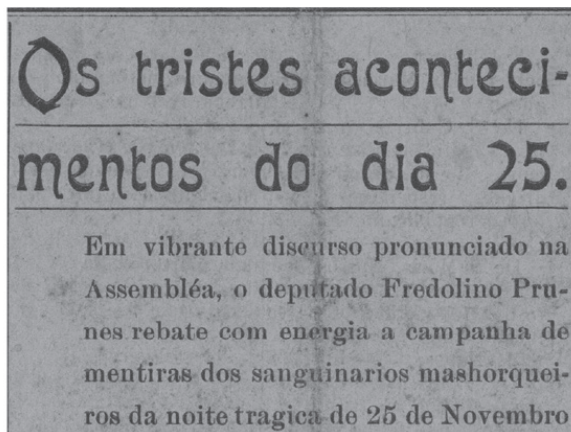 Os tristes aconteci-
mentos do dia 25.
Em vibrante discurso pronunciado na
Assembléa, o deputado Fredolino Pru-
nes rebate com energia a campanha de
mentiras dos sanguinarios mashorquei-
ros da noite tragica de 25 de Novembro